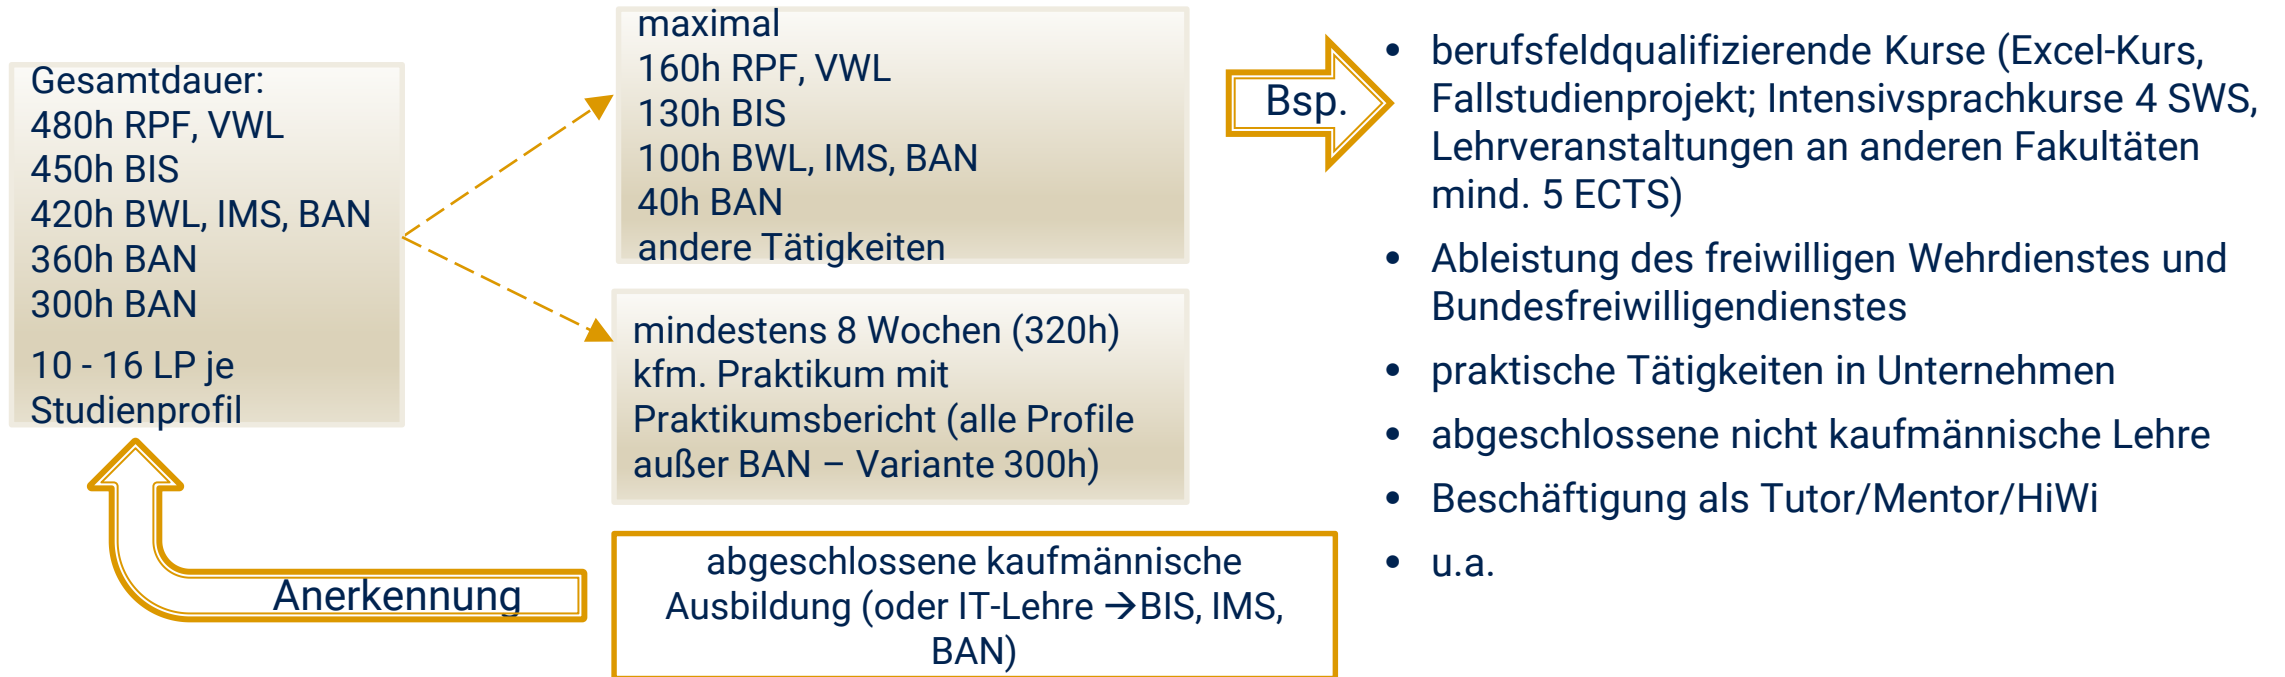 Gesamtdauer:
480h RPF, VWL
450h BIS
420h BWL, IMS, BAN
360h BAN
300h BAN
10 - 16 LP je
Studienprofil
maximal
160h RPF, VWL
130h BIS
100h BWL, IMS, BAN
40h BAN
andere Tätigkeiten
mindestens 8 Wochen (320h)
kfm. Praktikum mit
Praktikumsbericht (alle Profile
außer BAN – Variante 300h)
Anerkennung
abgeschlossene kaufmännische
Ausbildung (oder IT-Lehre →BIS, IMS,
BAN)
Bsp.
• berufsfeldqualifizierende Kurse (Excel-Kurs,
Fallstudienprojekt; Intensivsprachkurse 4 SWS,
Lehrveranstaltungen an anderen Fakultäten
mind. 5 ECTS)
• Ableistung des freiwilligen Wehrdienstes und
Bundesfreiwilligendienstes
• praktische Tätigkeiten in Unternehmen
• abgeschlossene nicht kaufmännische Lehre
• Beschäftigung als Tutor/Mentor/HiWi
• u.a.